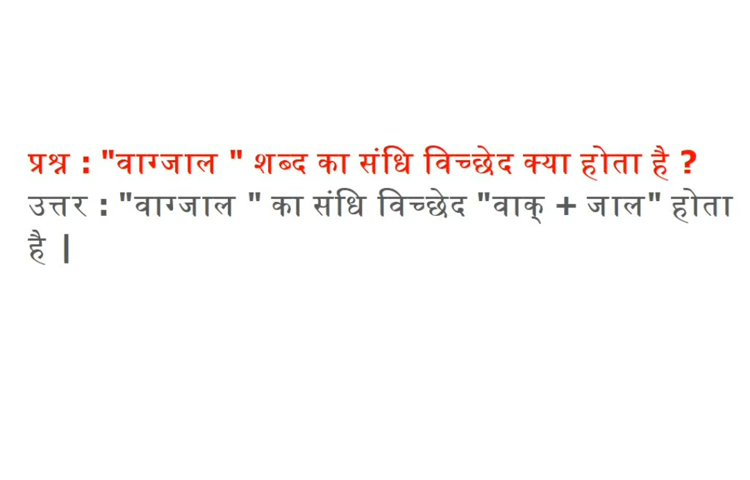 प्रश्न : "वाग्जाल " शब्द का संधि विच्छेद क्या होता है ?
उत्तर : "वाग्जाल " का संधि विच्छेद "वाक् + जाल" होता
है |